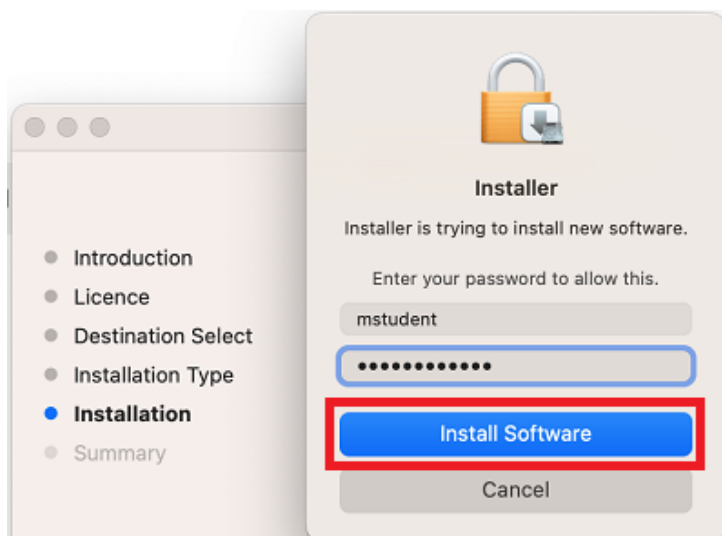 Introduction
Licence
Destination Select
Installation Type
Installation
Summary
Installer
Installer is trying to install new software.
Enter your password to allow this.
mstudent
••••••••••••
Install Software
Cancel